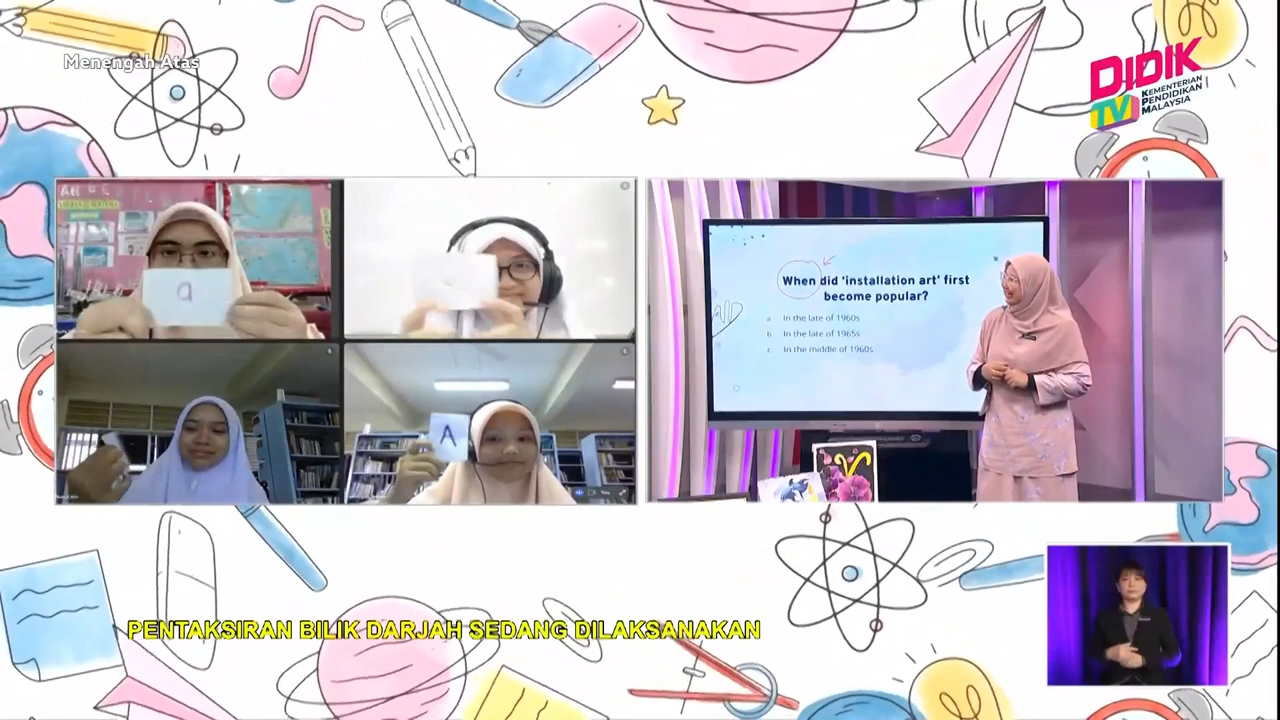 Menengah Atas
DIDIK
TV
KEMENTERIAN
PENDIDIKAN
MALAYSIA
a
A
When did 'installation art' first
become popular?
a. In the late of 1960s
b. In the late of 1965s
c. In the middle of 1960s
PENTAKSIRAN BILIK DARJAH SEDANG DILAKSANAKAN